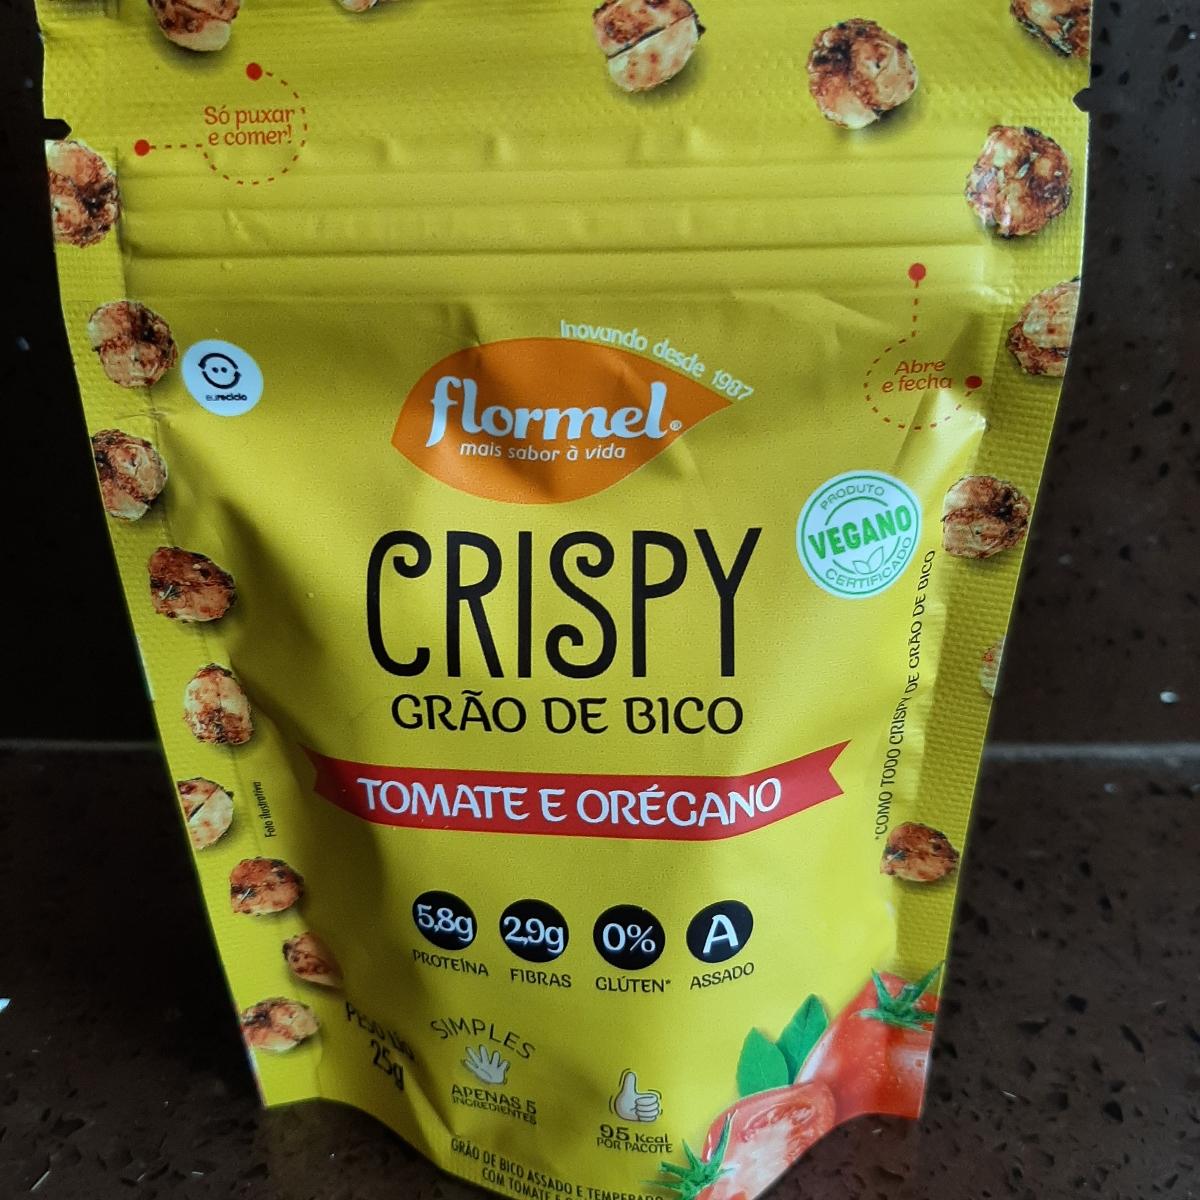 Só puxar
e comer!
Inovando desde 1987
eureciclo
flormel®
mais sabor à vida
Abre
e fecha
PRODUTO
VEGANO
CERTIFICADO
CRISPY
GRÃO DE BICO
*COMO TODO CRISPY DE GRÃO DE BICO
TOMATE E ORÉGANO
Foto ilustrativa
5,8g
PROTEÍNA
2,9g
FIBRAS
0%
GLÚTEN*
A
ASSADO
PESO LÍQ
25g
SIMPLES
APENAS 5
INGREDIENTES
95 Kcal
POR PACOTE
GRÃO DE BICO ASSADO E TEMPERADO
COM TOMATE E